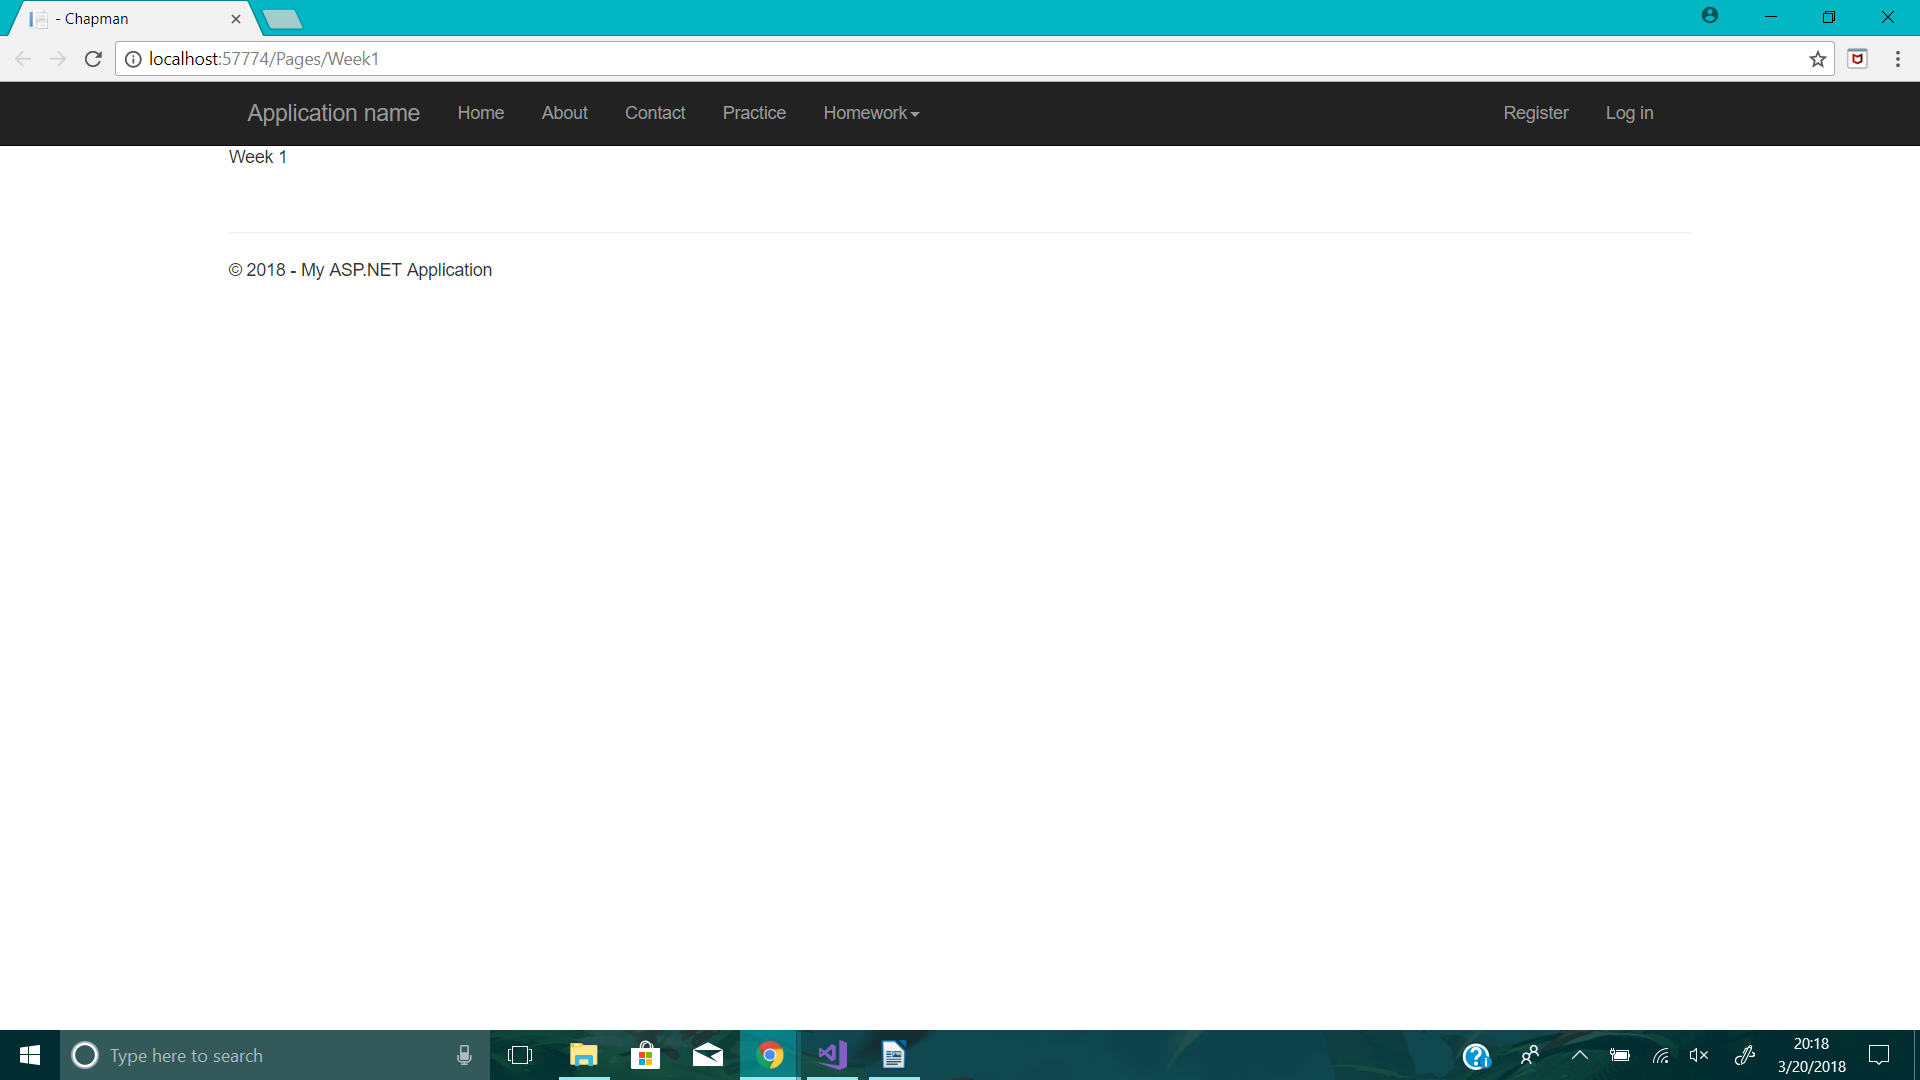 - Chapman
localhost:57774/Pages/Week1
Application name Home About Contact Practice Homework Register Log in
Week 1
© 2018 - My ASP.NET Application
Type here to search
20:18
3/20/2018